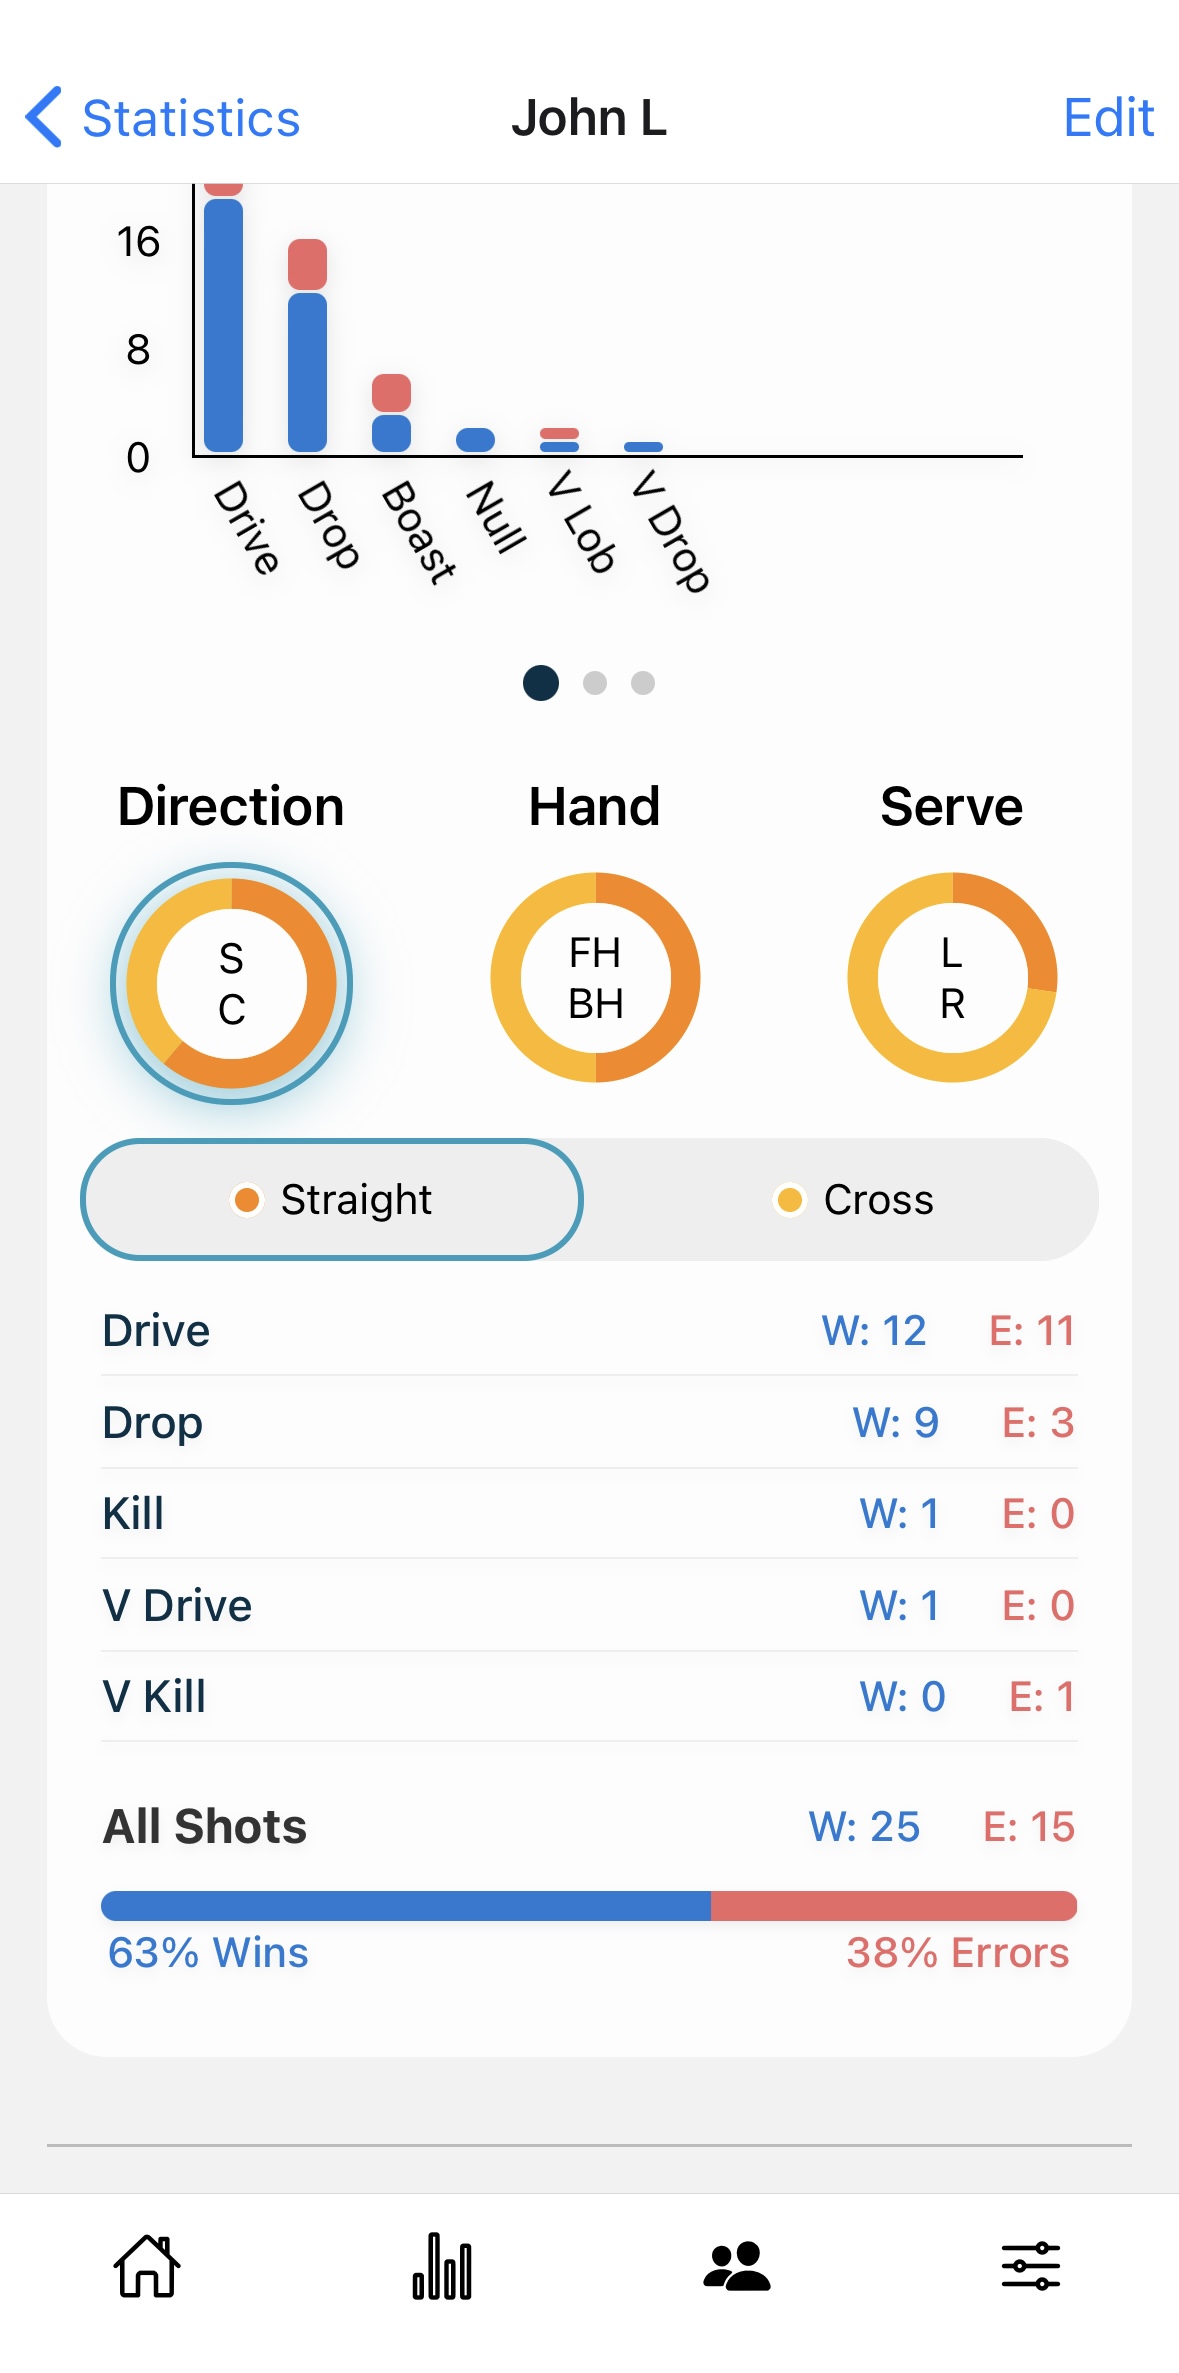 Statistics
John L
Edit
16
8
0
Drive
Drop
Boast
Null
V Lob
V Drop
Direction
Hand
Serve
S
C
FH
BH
L
R
Straight
Cross
Drive W: 12 E: 11
Drop W: 9 E: 3
Kill W: 1 E: 0
V Drive W: 1 E: 0
V Kill W: 0 E: 1
All Shots W: 25 E: 15
63% Wins 38% Errors